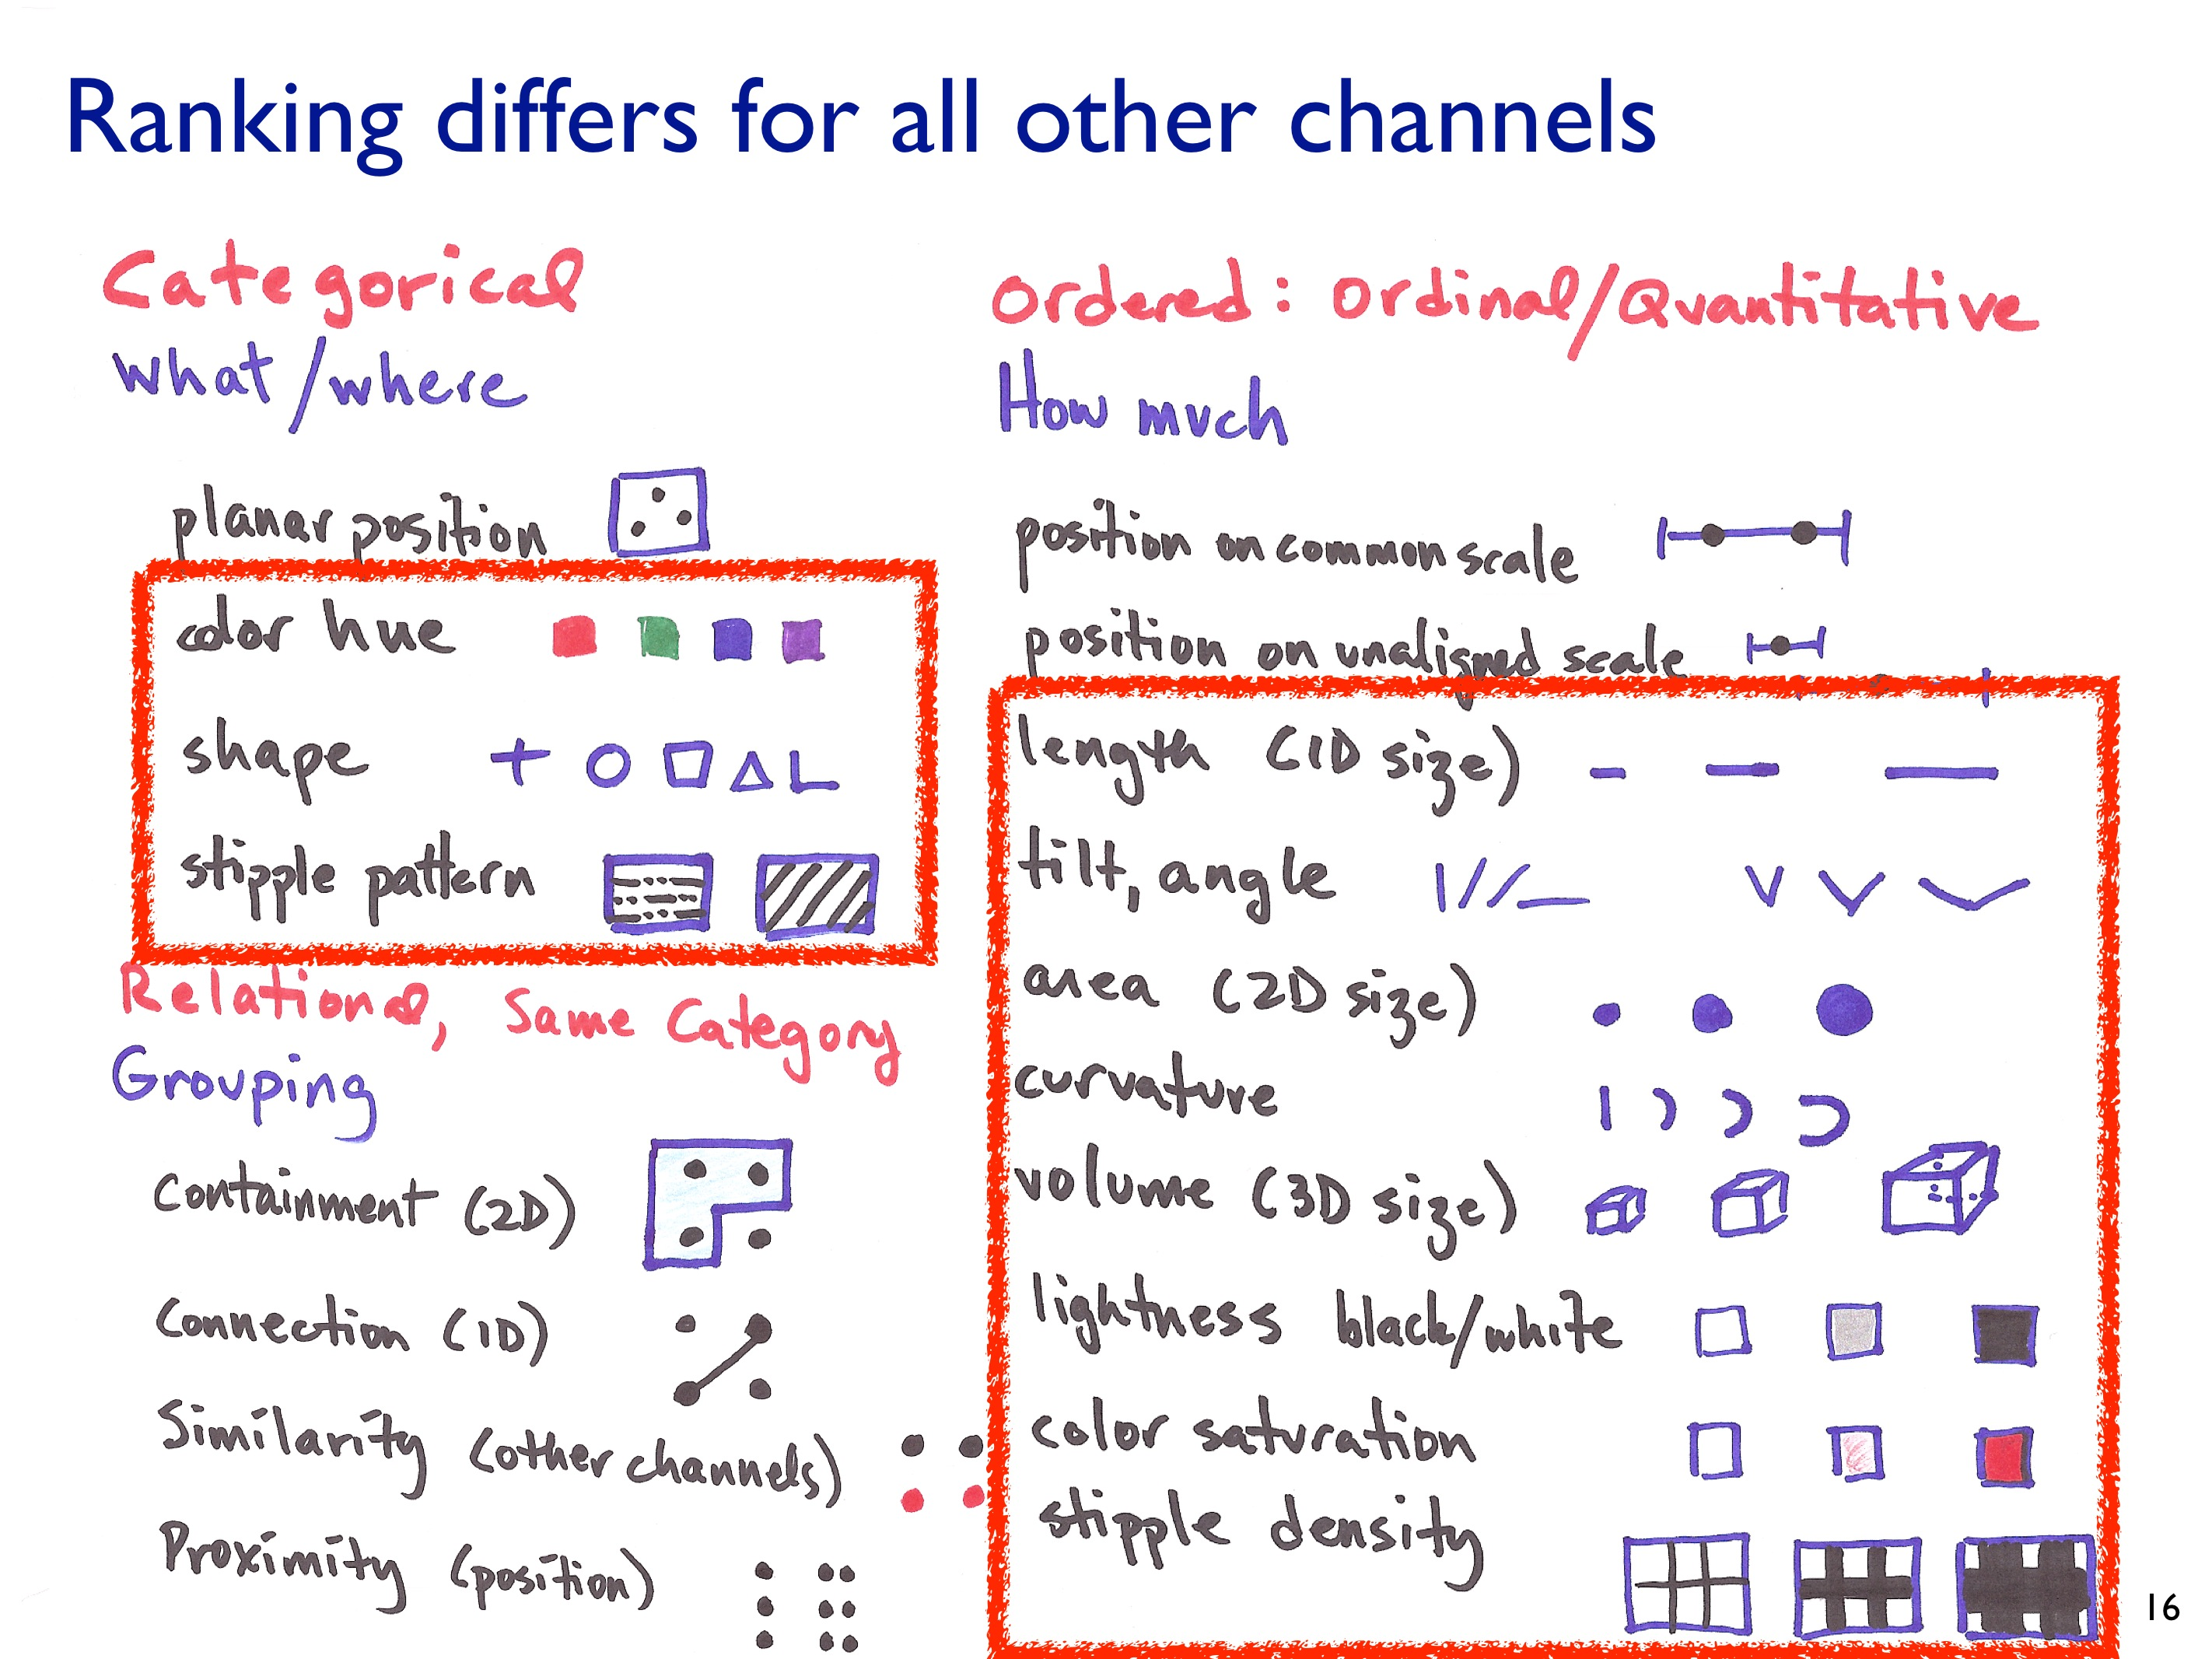 Ranking differs for all other channels
Categorical
What/where
planar position
color hue
shape
stipple pattern
Relational, Same Category
Grouping
Containment (2D)
Connection (1D)
Similarity (other channels)
Proximity (position)
Ordered: Ordinal/Quantitative
How much
position on common scale
position on unaligned scale
length (1D size)
tilt, angle
area (2D size)
curvature
volume (3D size)
lightness black/white
color saturation
stipple density
16